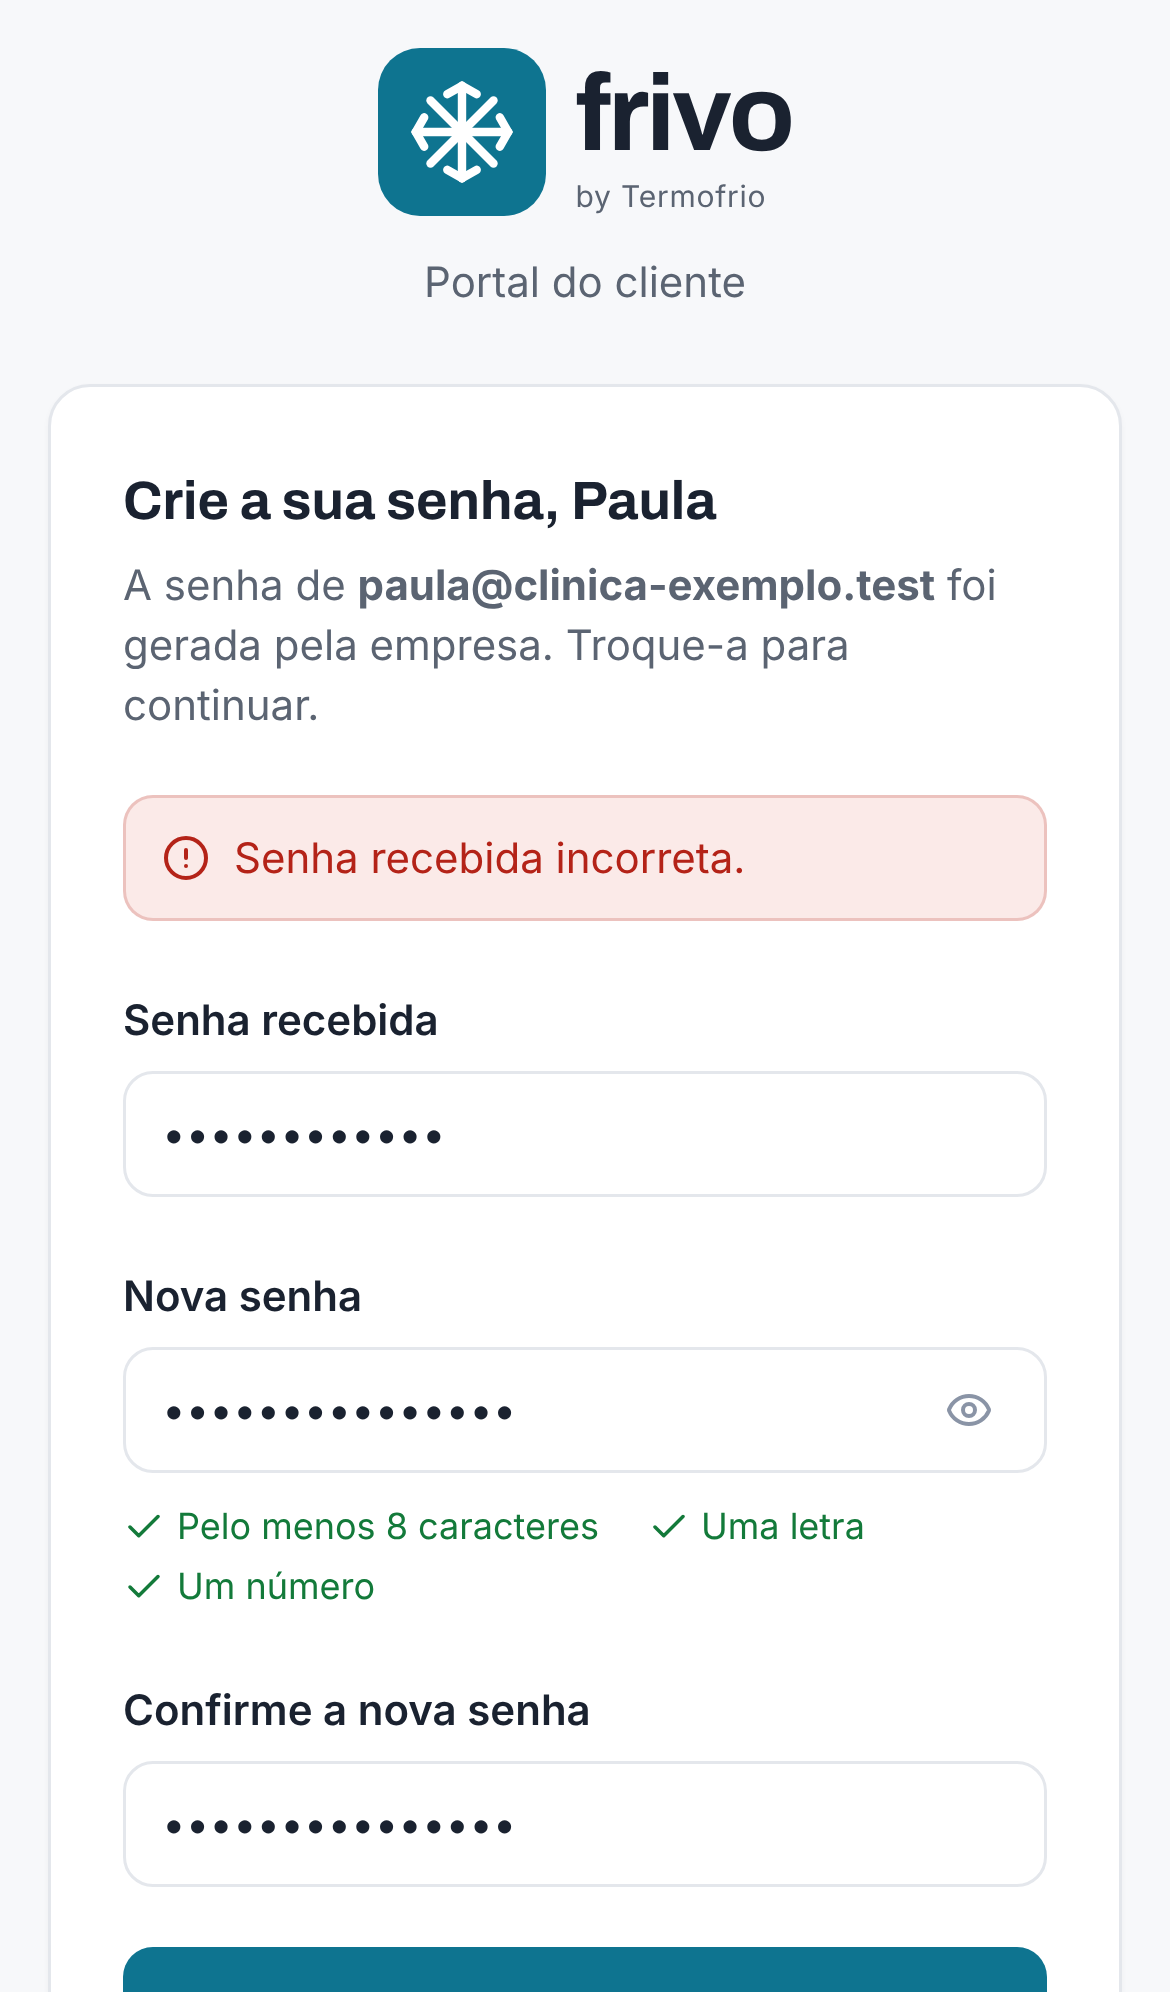 frivo
by Termofrio
Portal do cliente
Crie a sua senha, Paula
A senha de paula@clinica-exemplo.test foi
gerada pela empresa. Troque-a para
continuar.
Senha recebida incorreta.
Senha recebida
••••••••••••
Nova senha
•••••••••••••••
Pelo menos 8 caracteres
Uma letra
Um número
Confirme a nova senha
•••••••••••••••